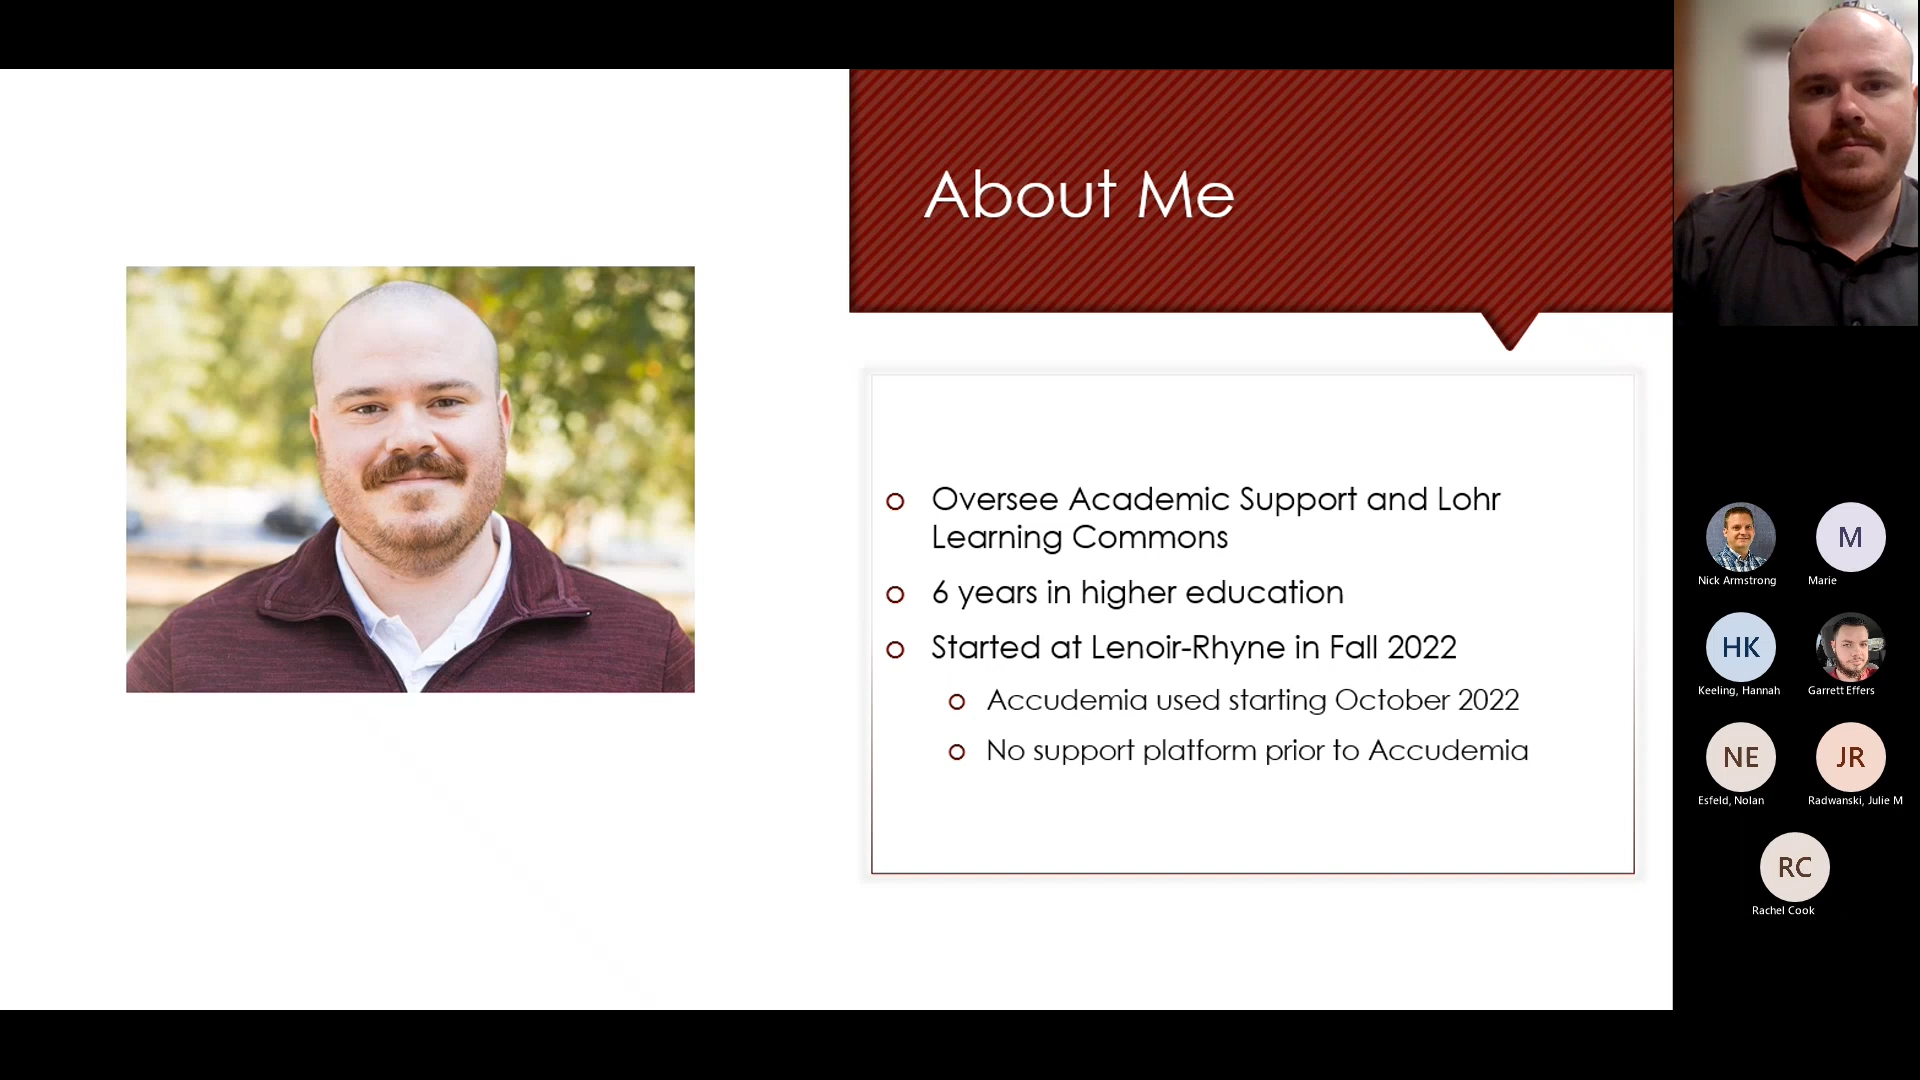 About Me
Oversee Academic Support and Lohr
Learning Commons
6 years in higher education
Started at Lenoir-Rhyne in Fall 2022
Accudemia used starting October 2022
No support platform prior to Accudemia
Nick Armstrong
M
Marie
HK
Keeling, Hannah
Garrett Effers
NE
Esfeld, Nolan
JR
Radwanski, Julie M
RC
Rachel Cook